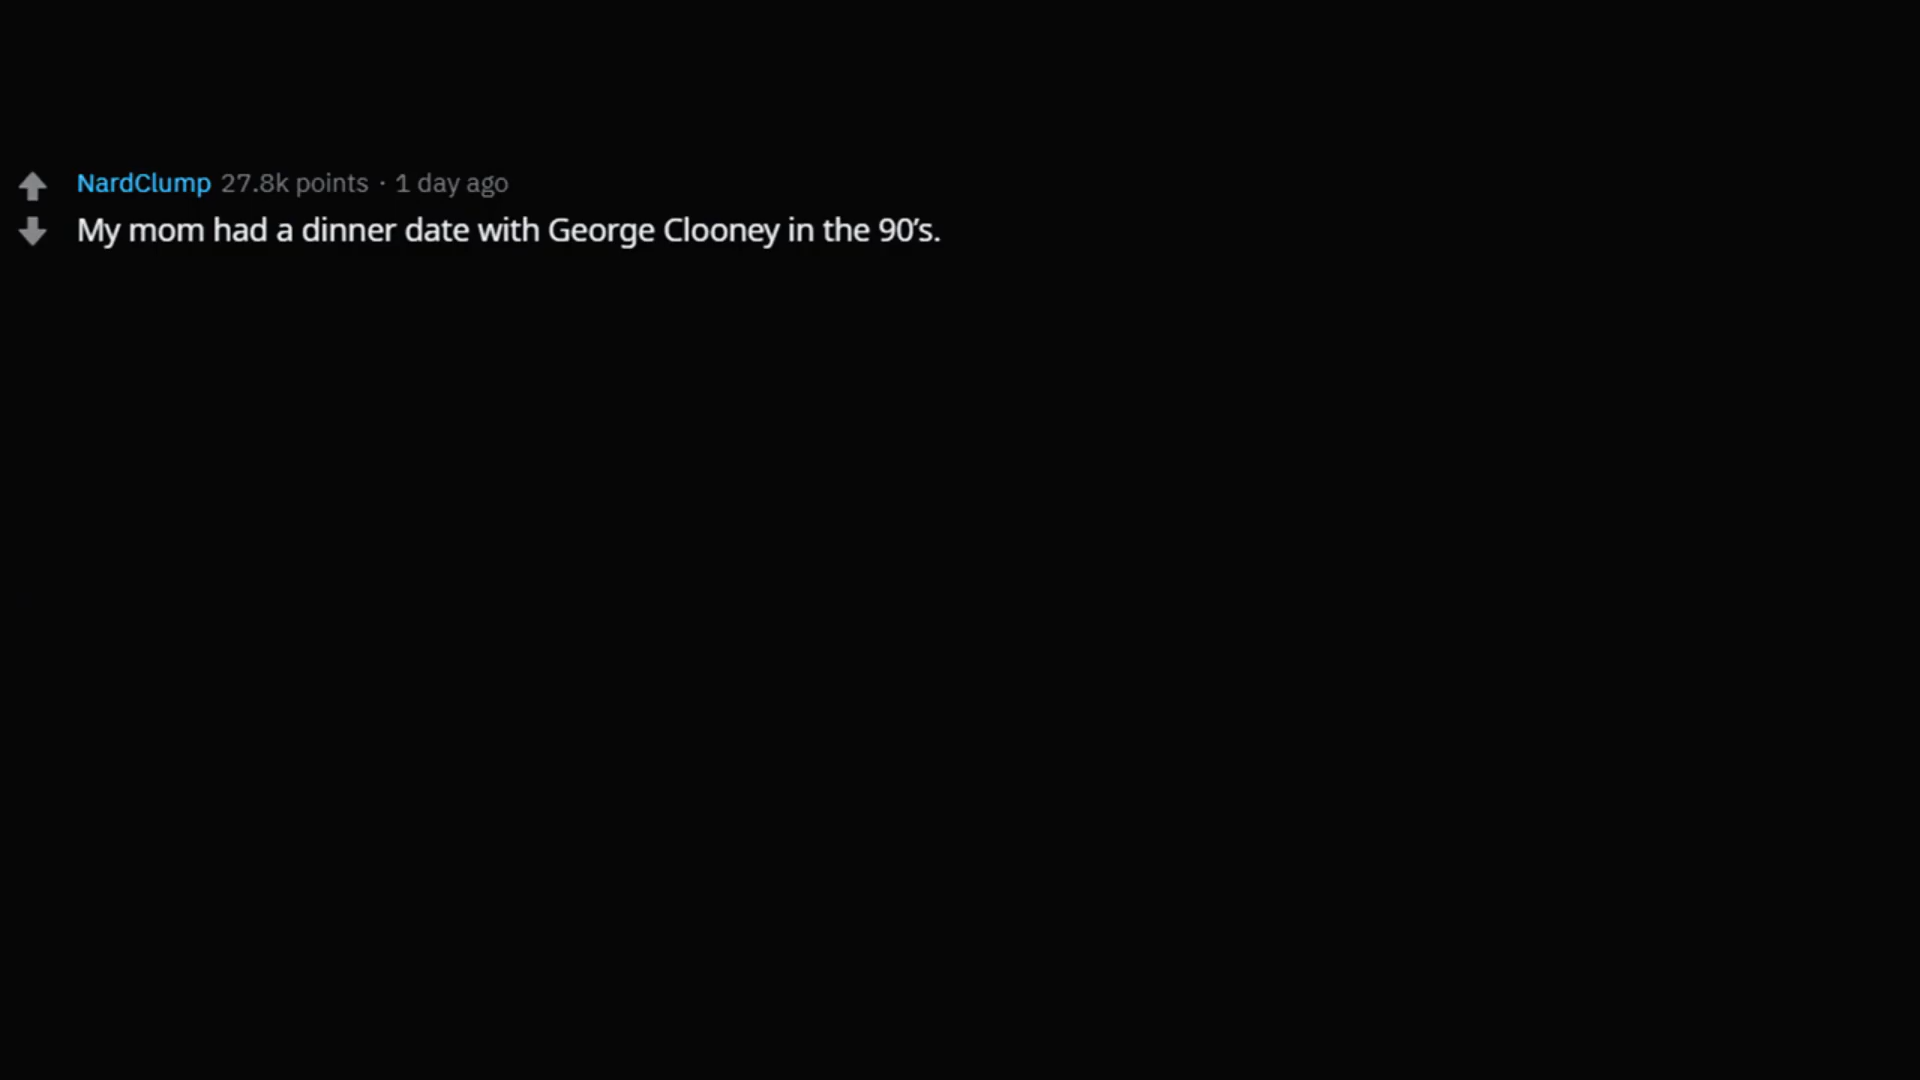 NardClump 27.8k points · 1 day ago
My mom had a dinner date with George Clooney in the 90’s.